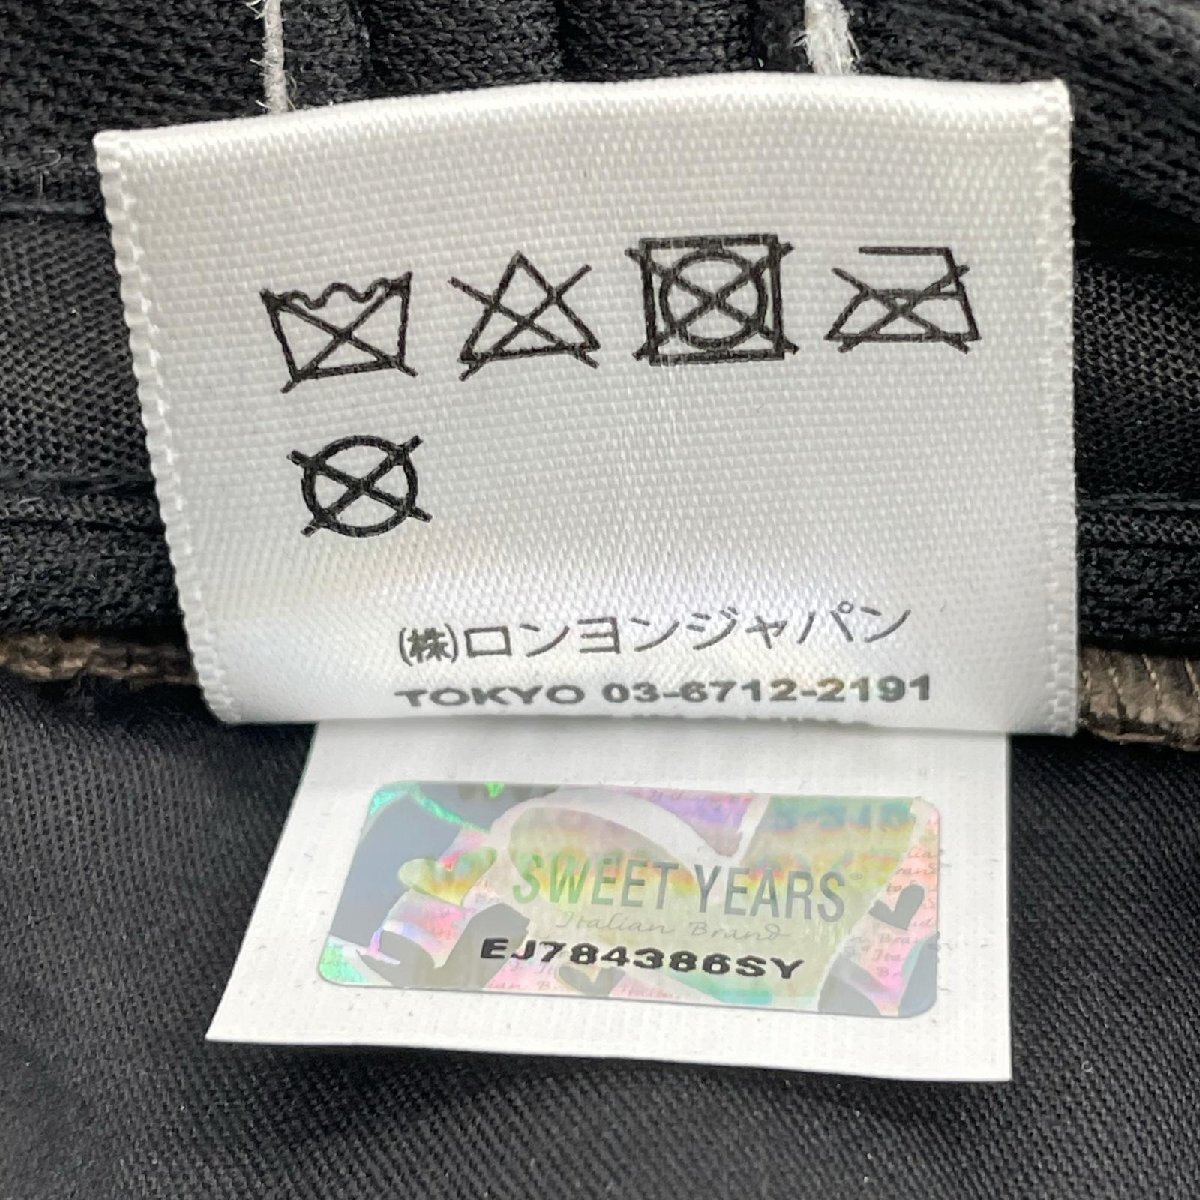 (株)ロンヨンジャパン
TOKYO 03-6712-2191
SWEET YEARS®
Italian Brand
EJ784386SY